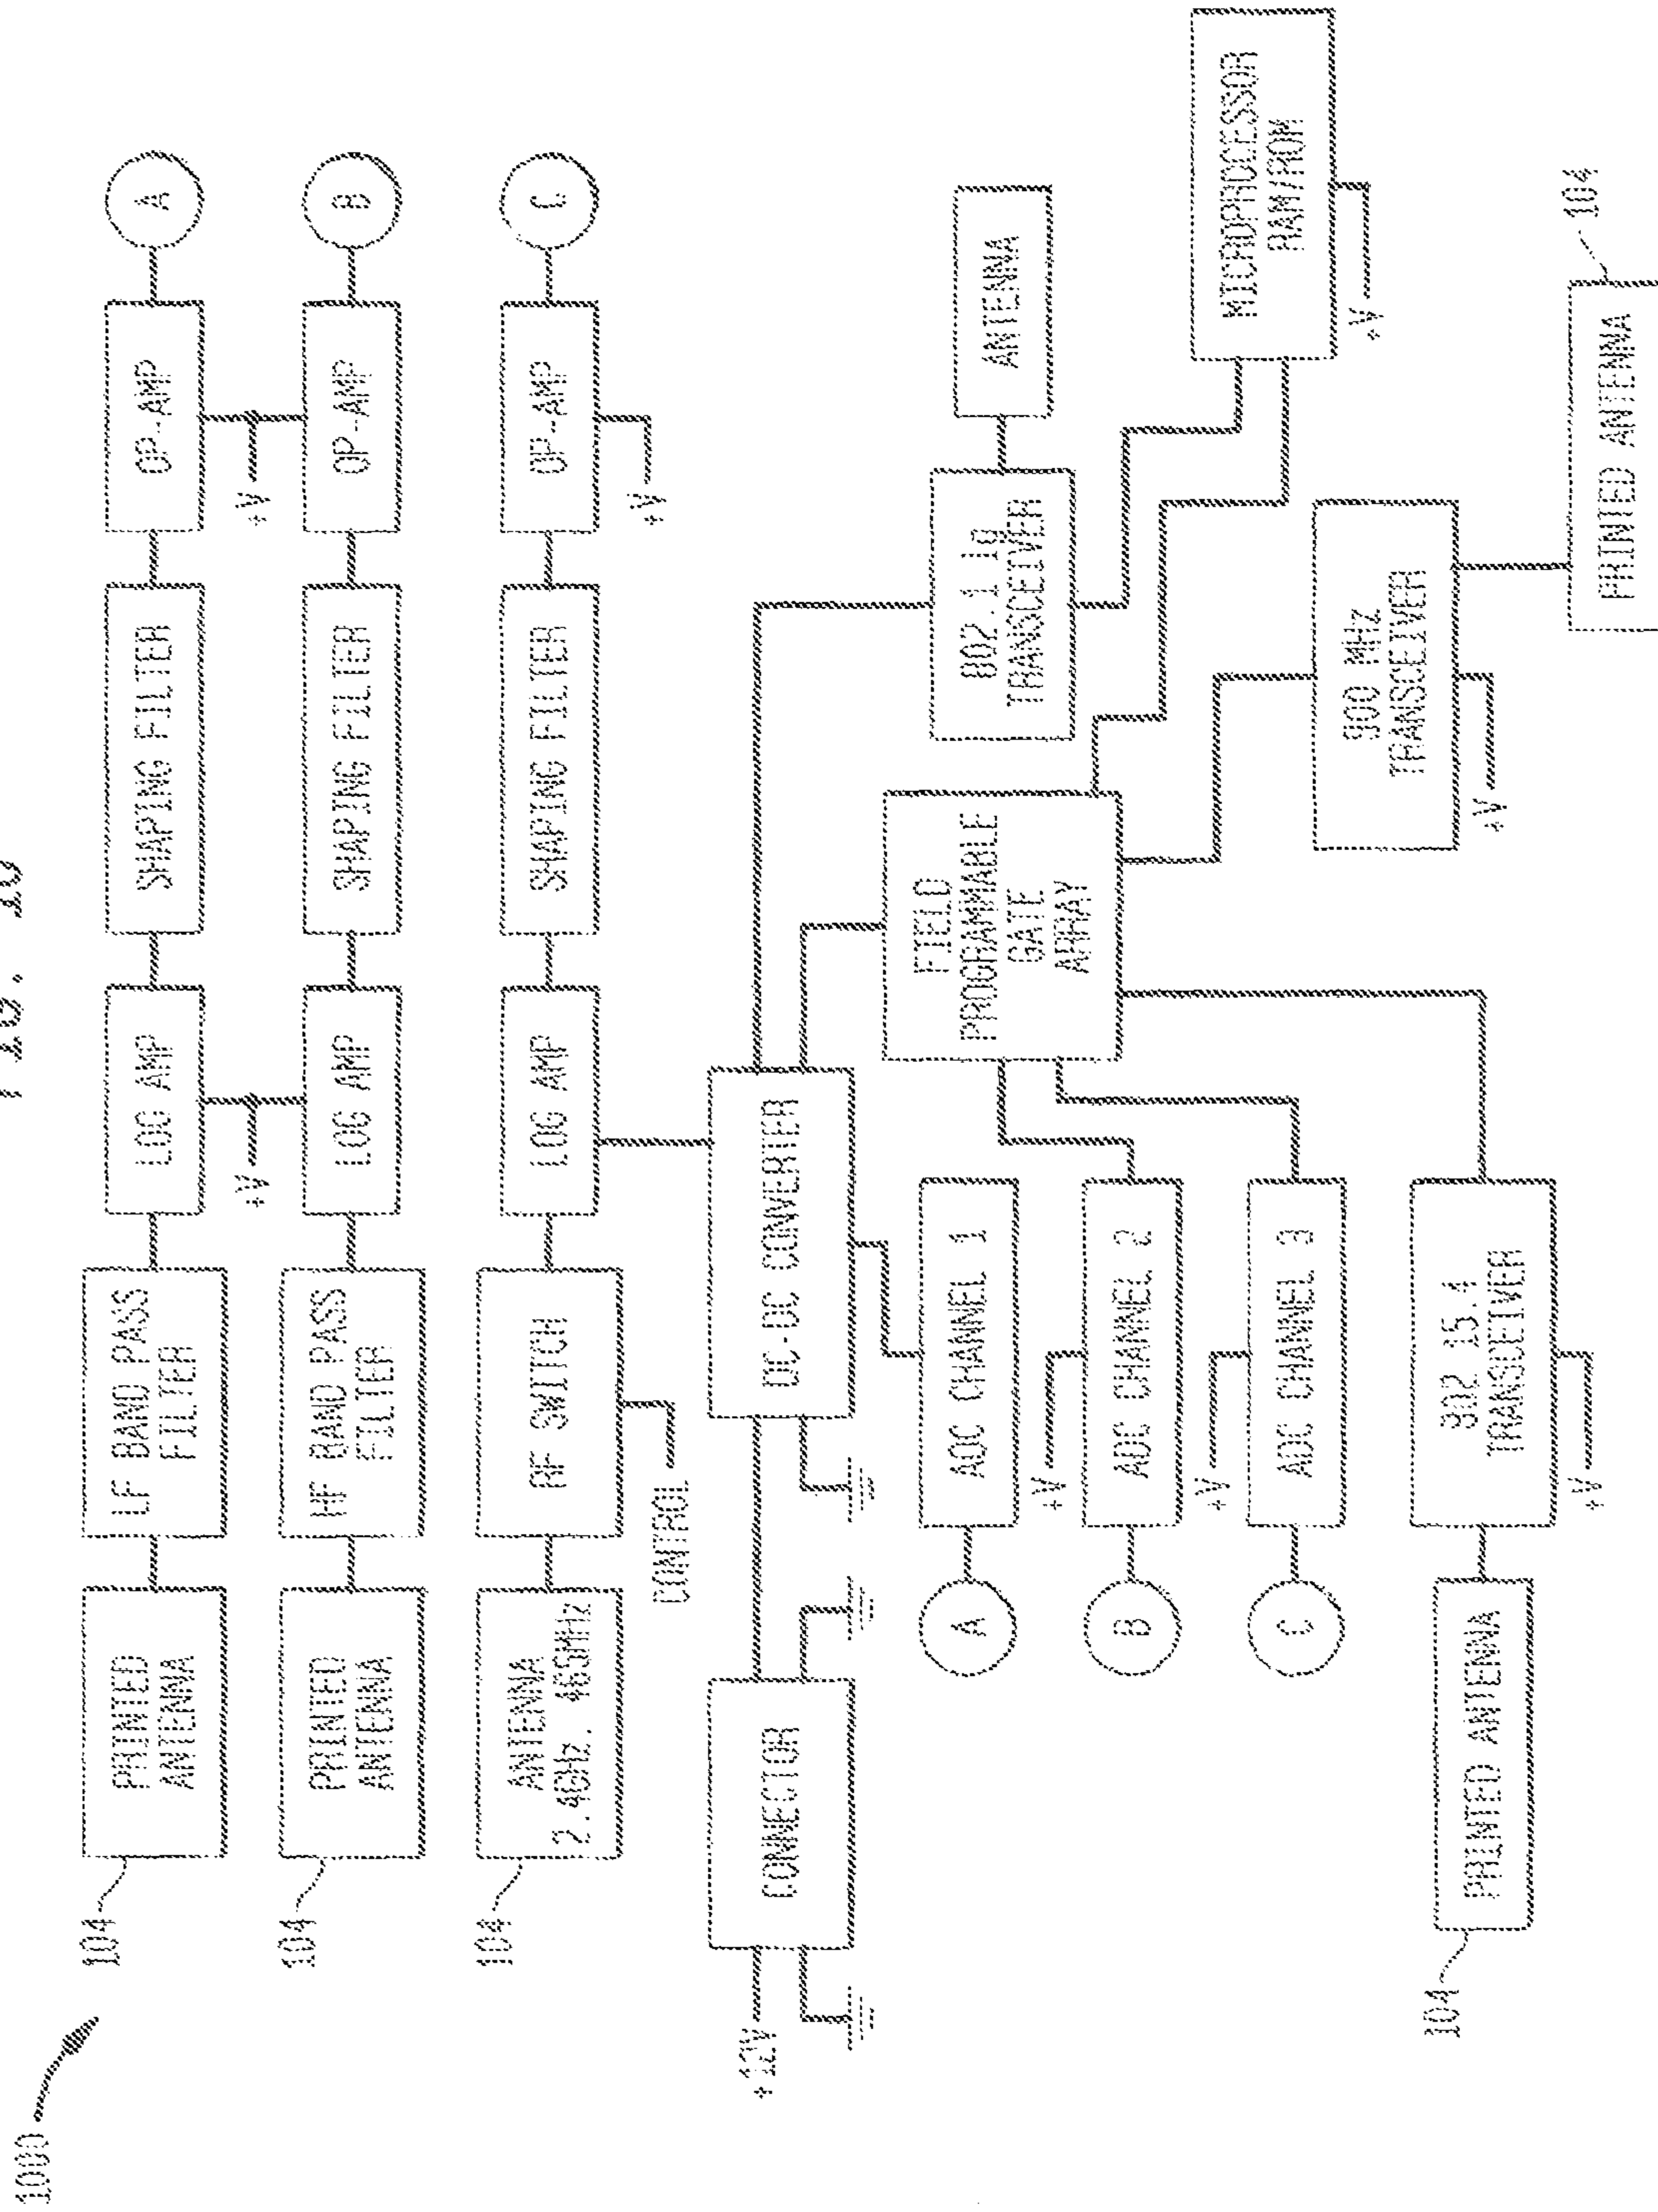 FIG. 10
1000
104
PRINTED
ANTENNA
LF BAND PASS
FILTER
LOG AMP
SHAPING FILTER
OP-AMP
A
+V
+V
104
PRINTED
ANTENNA
HF BAND PASS
FILTER
LOG AMP
SHAPING FILTER
OP-AMP
B
104
ANTENNA
2.4GHz. 465MHz
RF SWITCH
LOG AMP
SHAPING FILTER
OP-AMP
C
CONTROL
+V
+12V
CONNECTOR
DC-DC CONVERTER
802.11g
TRANSCEIVER
ANTENNA
A
ADC CHANNEL 1
FIELD
PROGRAMMABLE
GATE
ARRAY
+V
B
ADC CHANNEL 2
MICROPROCESSOR
RAM/ROM
+V
+V
C
ADC CHANNEL 3
900 MHz
TRANSCEIVER
+V
104
PRINTED ANTENNA
802 15.4
TRANSCEIVER
+V
104
PRINTED ANTENNA